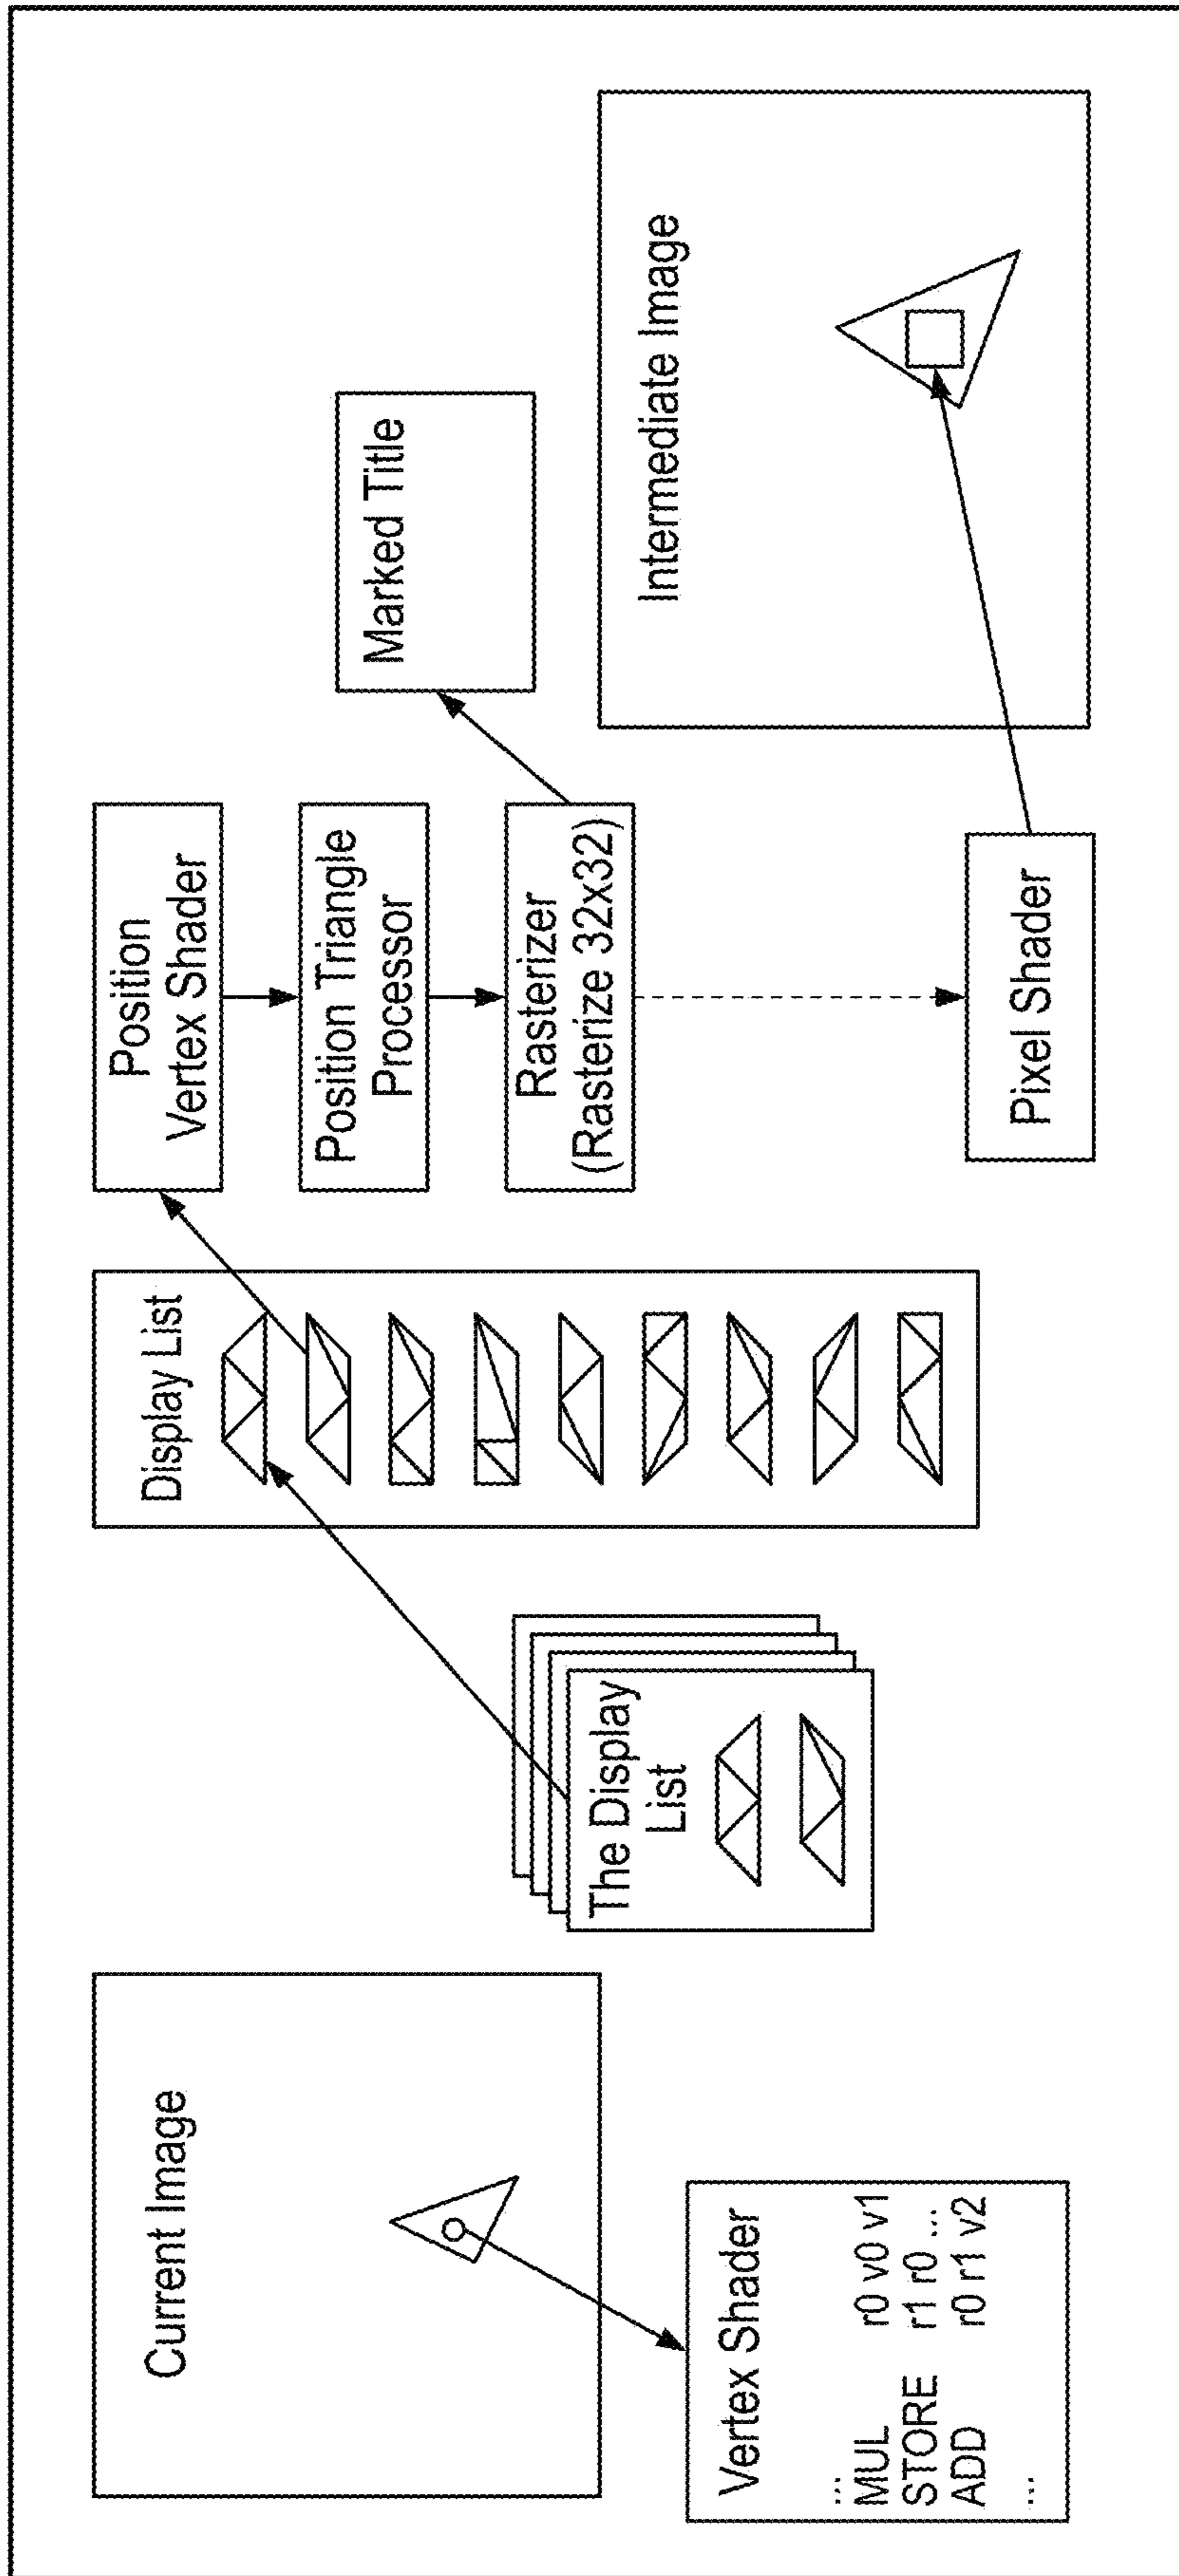 Current Image
Vertex Shader
...
MUL r0 v0 v1
STORE r1 r0 ...
ADD r0 r1 v2
...
The Display
List
Display List
Position
Vertex Shader
Position Triangle
Processor
Rasterizer
(Rasterize 32x32)
Pixel Shader
Marked Title
Intermediate Image